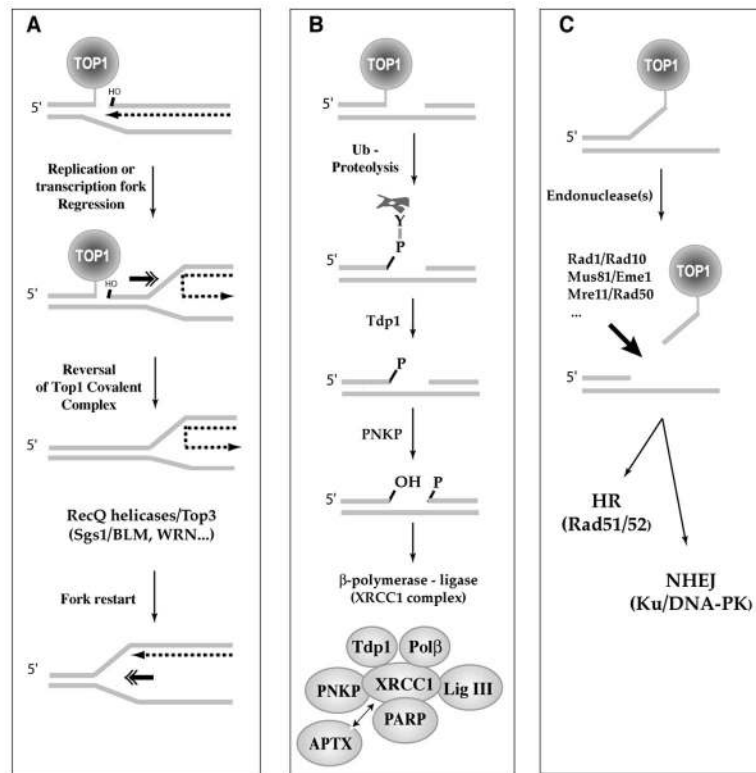 A
TOP1
HO
5'
Replication or
transcription fork
Regression
TOP1
HO
5'
Reversal
of Top1 Covalent
Complex
5'
RecQ helicases/Top3
(Sgs1/BLM, WRN...)
Fork restart
5'
B
TOP1
5'
Ub -
Proteolysis
Y
P
5'
Tdp1
P
5'
PNKP
OH P
5'
β-polymerase - ligase
(XRCC1 complex)
Tdp1 Polβ
PNKP XRCC1 Lig III
PARP
APTX
C
TOP1
5'
Endonuclease(s)
Rad1/Rad10
Mus81/Eme1
Mre11/Rad50
...
TOP1
5'
HR
(Rad51/52)
NHEJ
(Ku/DNA-PK)